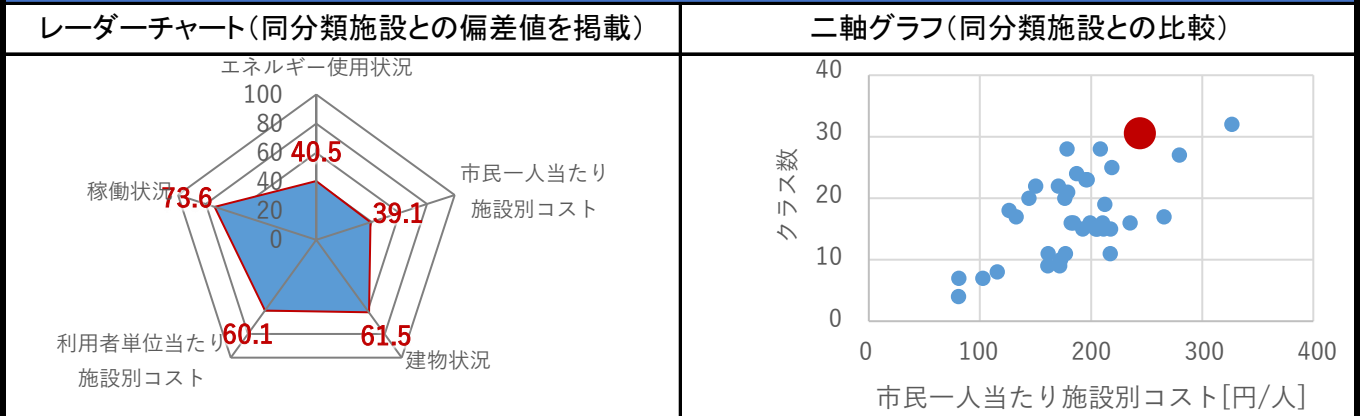 レーダーチャート（同分類施設との偏差値を掲載）
二軸グラフ（同分類施設との比較）
エネルギー使用状況
100
80
60
40
20
0
40.5
市民一人当たり
施設別コスト
39.1
建物状況
61.5
利用者単位当たり
施設別コスト
60.1
稼働状況
73.6
クラス数
40
30
20
10
0
0 100 200 300 400
市民一人当たり施設別コスト[円/人]